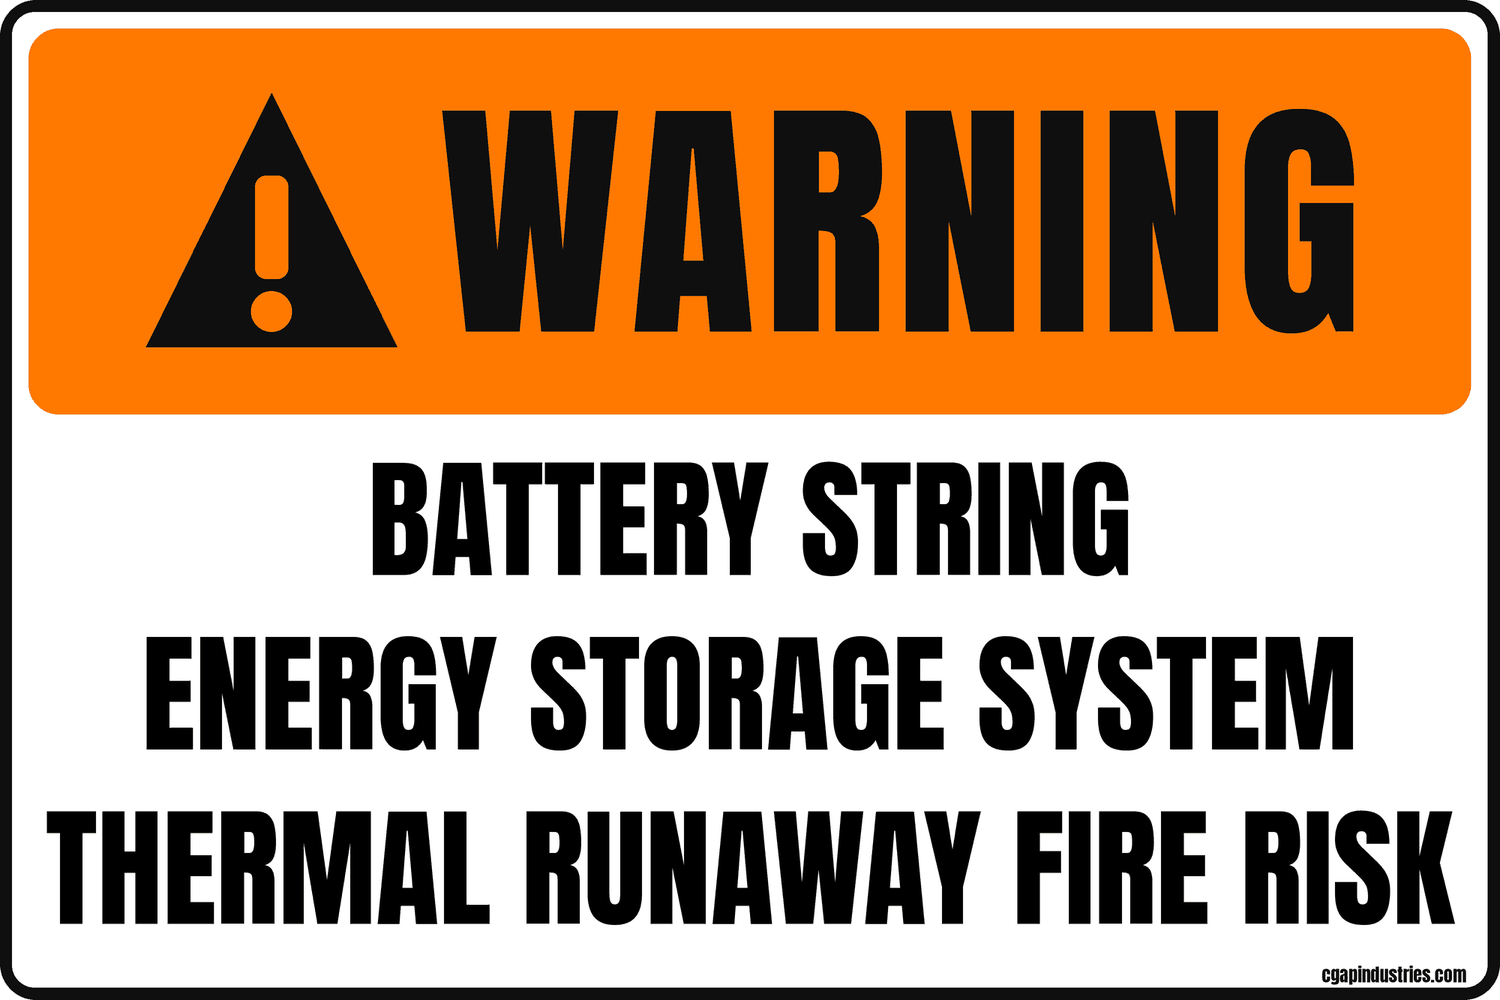 WARNING
BATTERY STRING
ENERGY STORAGE SYSTEM
THERMAL RUNAWAY FIRE RISK
cgapindustries.com